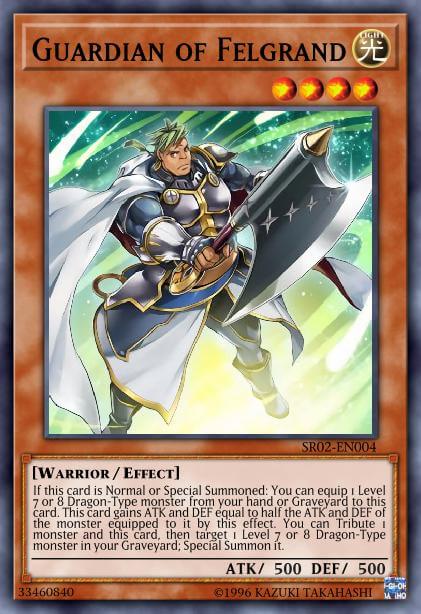 Guardian of Felgrand
LIGHT
光
SR02-EN004
[Warrior / Effect]
If this card is Normal or Special Summoned: You can equip 1 Level
7 or 8 Dragon-Type monster from your hand or Graveyard to this
card. This card gains ATK and DEF equal to half the ATK and DEF of
the monster equipped to it by this effect. You can Tribute 1
monster and this card, then target 1 Level 7 or 8 Dragon-Type
monster in your Graveyard; Special Summon it.
ATK/ 500 DEF/ 500
33460840
©1996 KAZUKI TAKAHASHI